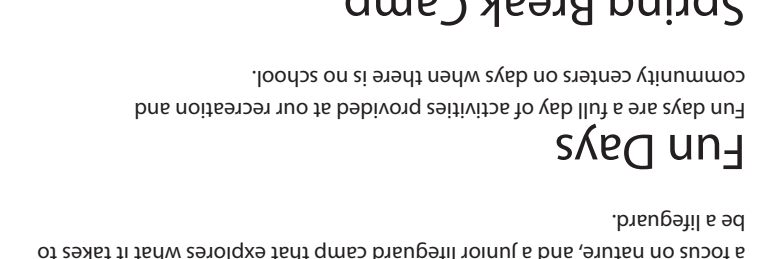 a focus on nature, and a junior lifeguard camp that explores what it takes to
be a lifeguard.
Fun Days
Fun days are a full day of activities provided at our recreation and
community centers on days when there is no school.
Spring Break Camp